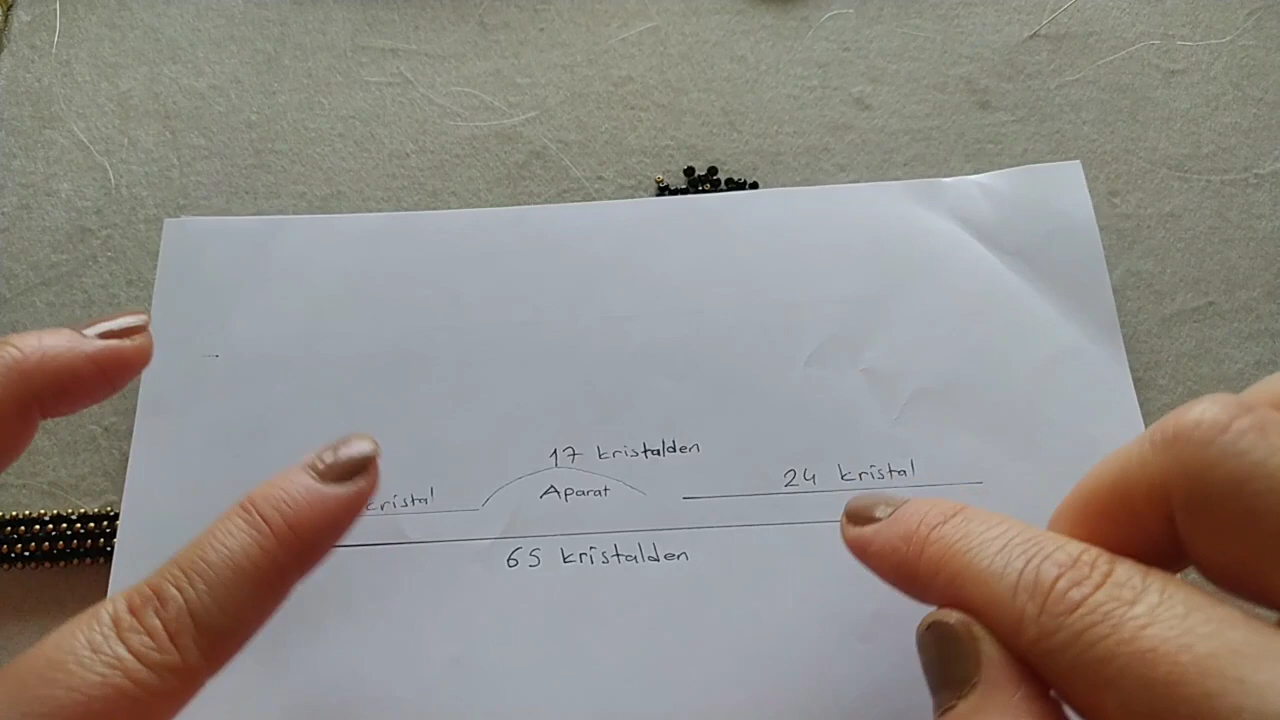 17 kristalden
kristal
Aparat
24 kristal
65 kristalden